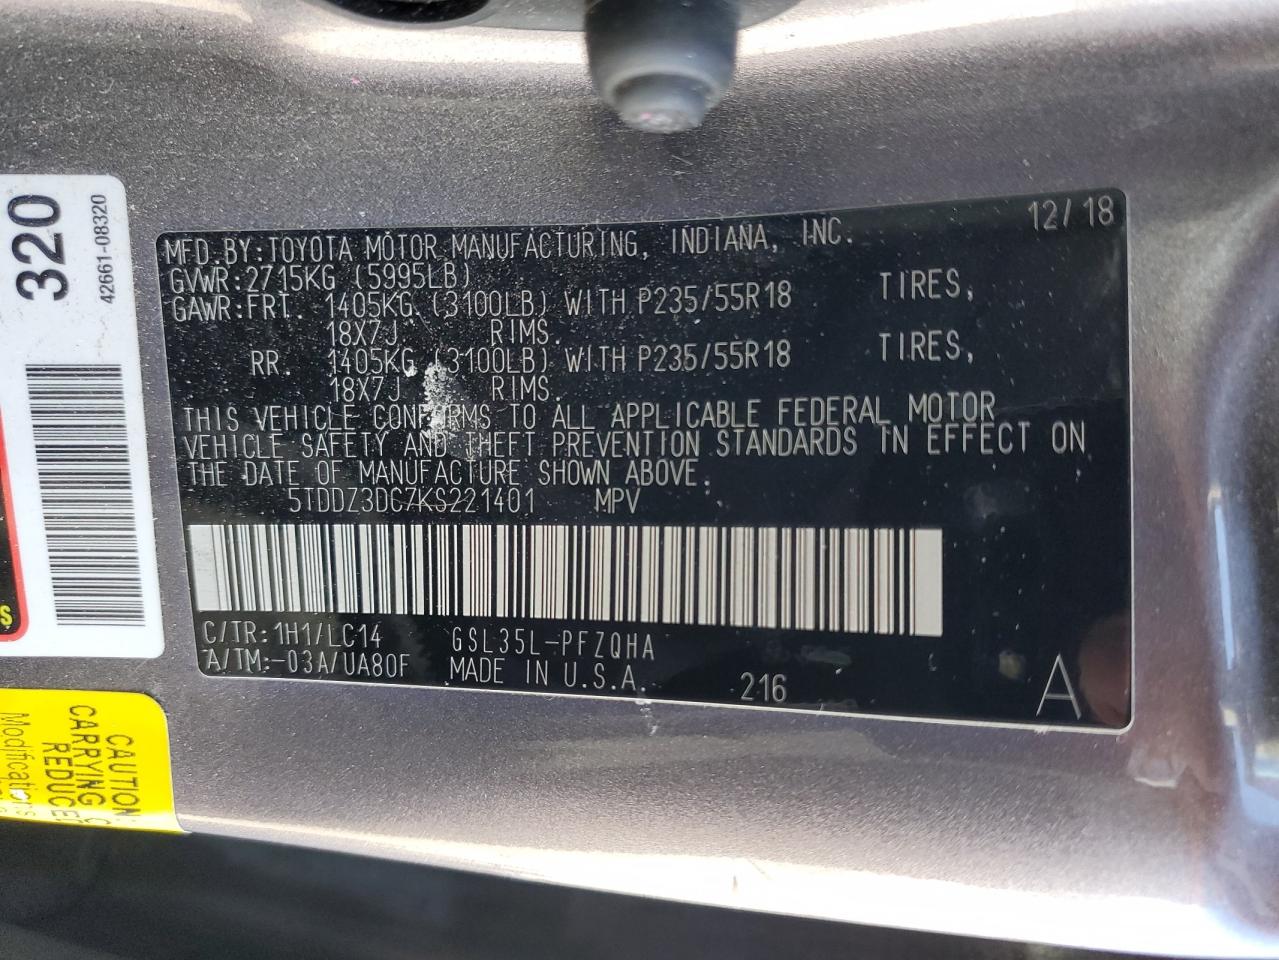 320
42661-08320
12/18
MFD.BY:TOYOTA MOTOR MANUFACTURING, INDIANA, INC.
GVWR:2715KG (5995LB)
GAWR:FRT. 1405KG (3100LB) WITH P235/55R18 TIRES,
18X7J RIMS.
RR. 1405KG (3100LB) WITH P235/55R18 TIRES,
18X7J RIMS.
THIS VEHICLE CONFORMS TO ALL APPLICABLE FEDERAL MOTOR
VEHICLE SAFETY AND THEFT PREVENTION STANDARDS IN EFFECT ON
THE DATE OF MANUFACTURE SHOWN ABOVE.
5TDDZ3DC7KS221401 MPV
C/TR:1H1/LC14 GSL35L-PFZQHA
A/TM:-03A/UA80F MADE IN U.S.A. 216
A
S
CAUTION:
CARRYING C
REDUCED
Modifications